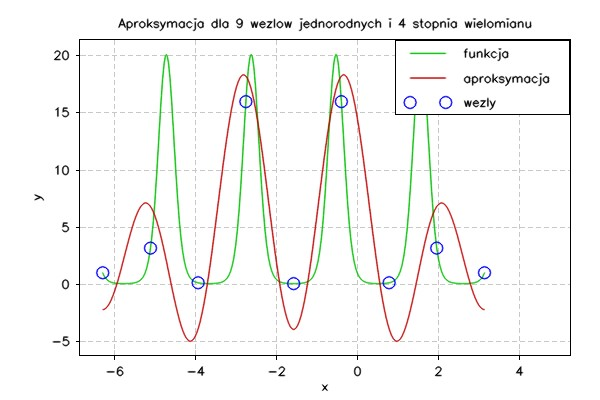 Aproksymacja dla 9 wezlow jednorodnych i 4 stopnia wielomianu
funkcja
aproksymacja
wezly
20
15
10
5
0
−5
y
−6 −4 −2 0 2 4
x